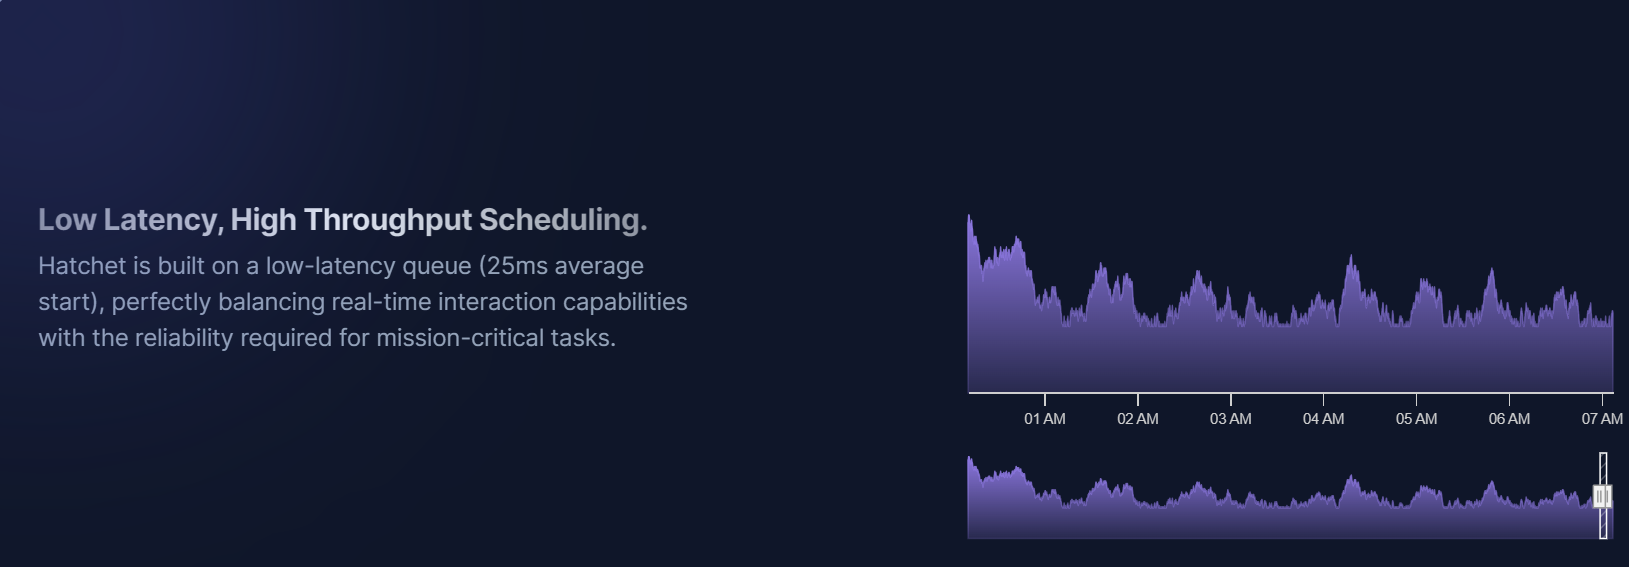 Low Latency, High Throughput Scheduling.
Hatchet is built on a low-latency queue (25ms average
start), perfectly balancing real-time interaction capabilities
with the reliability required for mission-critical tasks.
01 AM 02 AM 03 AM 04 AM 05 AM 06 AM 07 AM